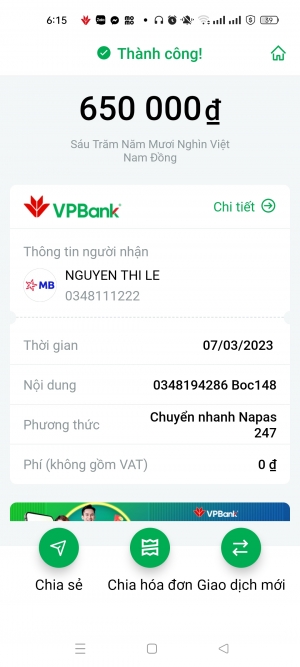 6:15
59
Thành công!
650 000₫
Sáu Trăm Năm Mươi Nghìn Việt
Nam Đồng
VPBank
Chi tiết
Thông tin người nhận
MB
NGUYEN THI LE
0348111222
Thời gian
07/03/2023
Nội dung
0348194286 Boc148
Phương thức
Chuyển nhanh Napas
247
Phí (không gồm VAT)
0 ₫
VPBank
Chia sẻ
Chia hóa đơn
Giao dịch mới